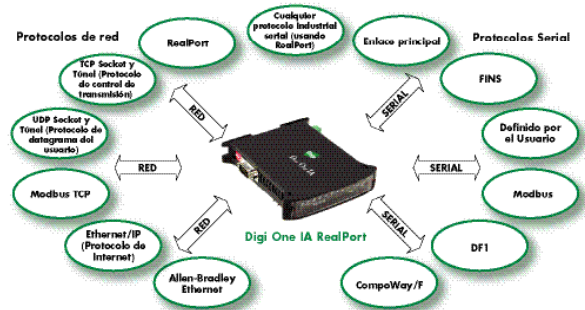 Protocolos de red
RealPort
Cualquier
protocolo industrial
serial (usando
RealPort)
Enlace principal
Protocolos Serial
TCP Socket y
Túnel (Protocolo
de control de
transmisión)
FINS
UDP Socket y
Túnel (Protocolo de
datagrama del
usuario)
Definido por
el Usuario
Modbus TCP
Modbus
Ethernet/IP
(Protocolo de
Internet)
DF1
Allen-Bradley
Ethernet
CompoWay/F
RED
RED
RED
SERIAL
SERIAL
SERIAL
Digi One IA RealPort